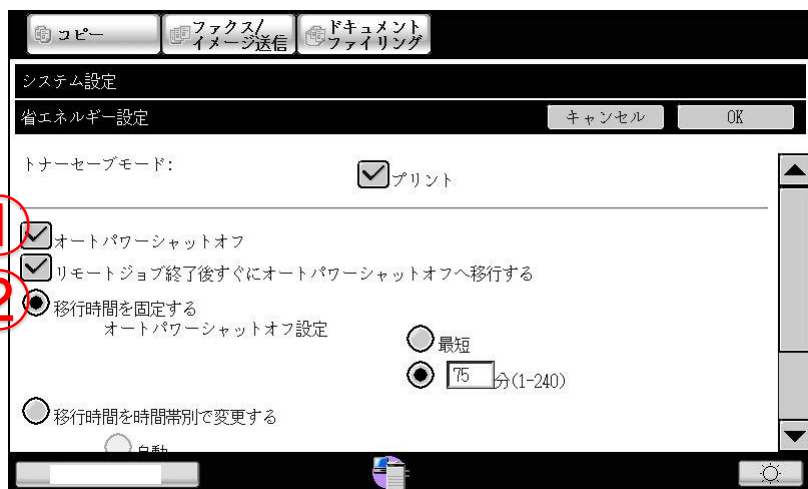 コピー
ファクス/
イメージ送信
ドキュメント
ファイリング
システム設定
省エネルギー設定
キャンセル
OK
トナーセーブモード:
プリント
1
オートパワーシャットオフ
リモートジョブ終了後すぐにオートパワーシャットオフへ移行する
2
移行時間を固定する
オートパワーシャットオフ設定
最短
75 分(1-240)
移行時間を時間帯別で変更する
自動